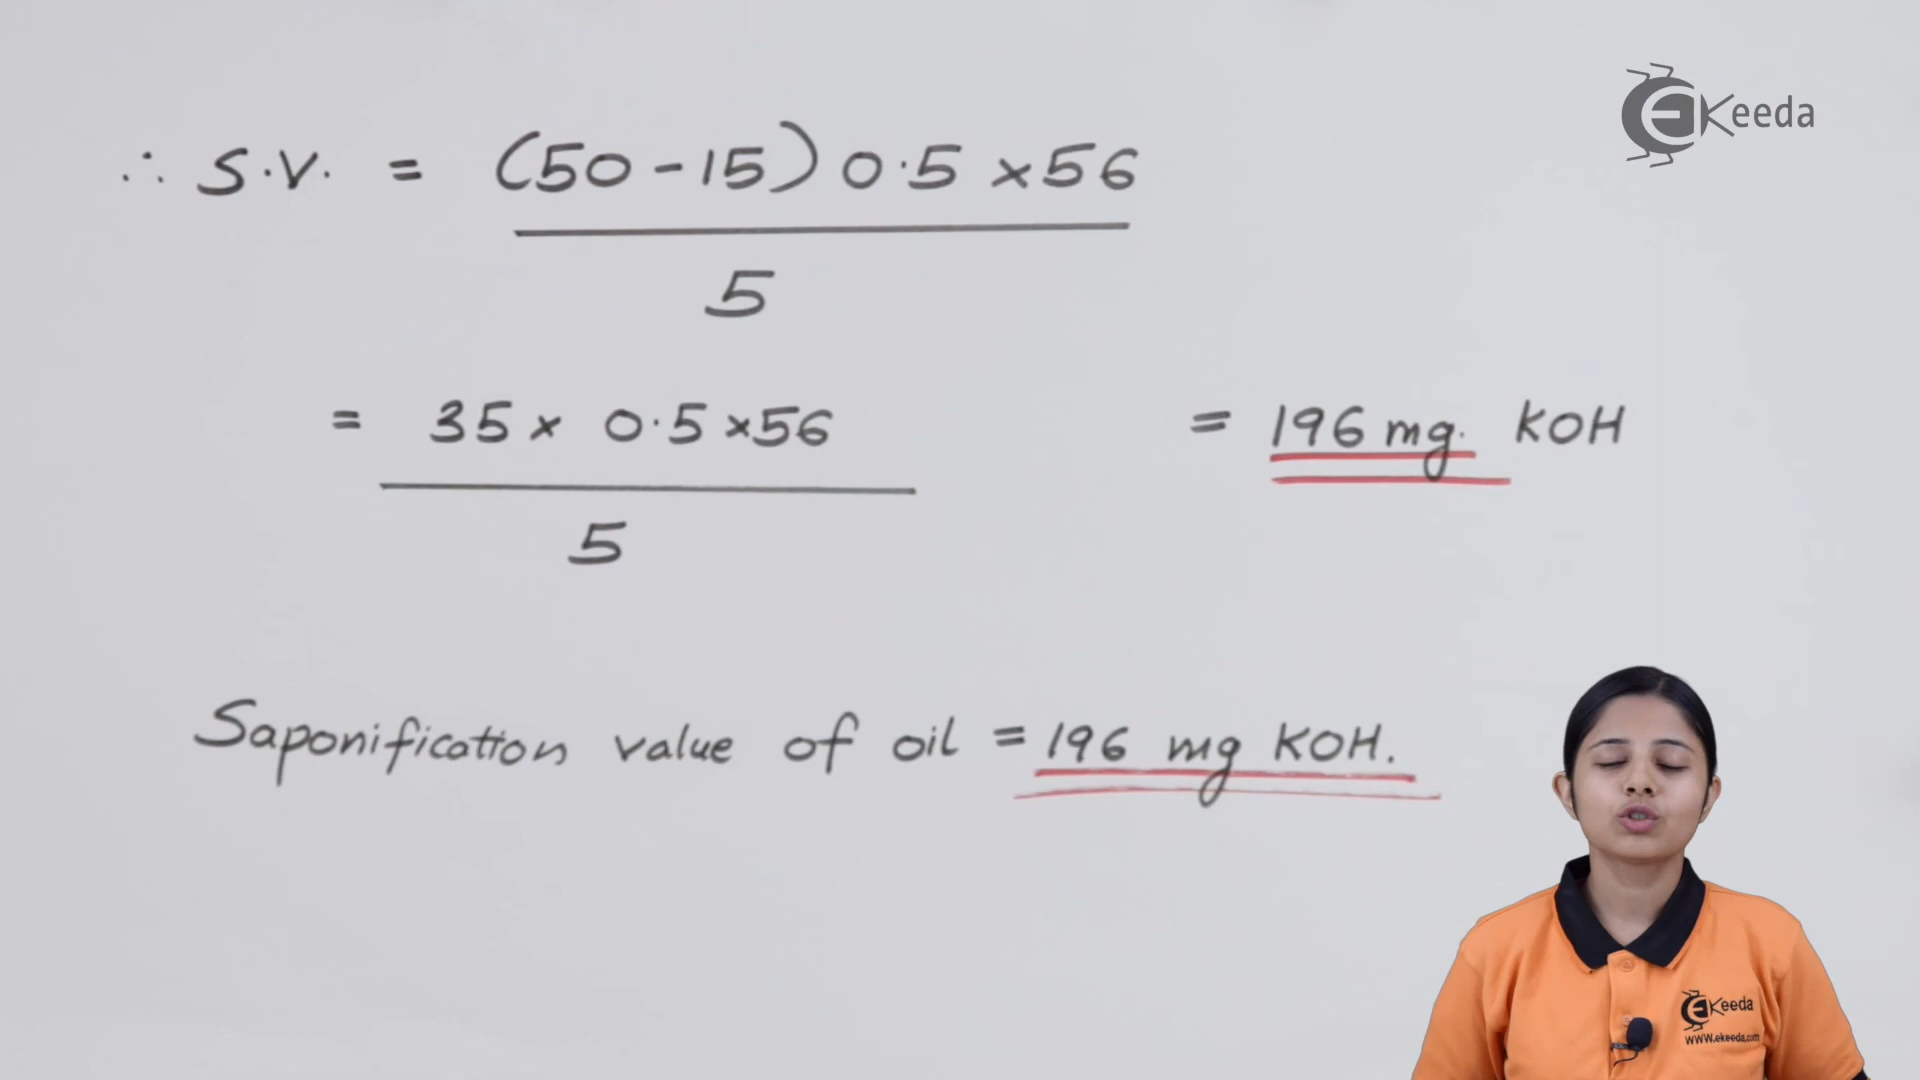 EKeeda
∴ S.V. = (50 - 15) 0.5 × 56
5
= 35 × 0.5 × 56
5
= 196 mg. KOH
Saponification value of oil = 196 mg KOH.
EKeeda
www.ekeeda.com